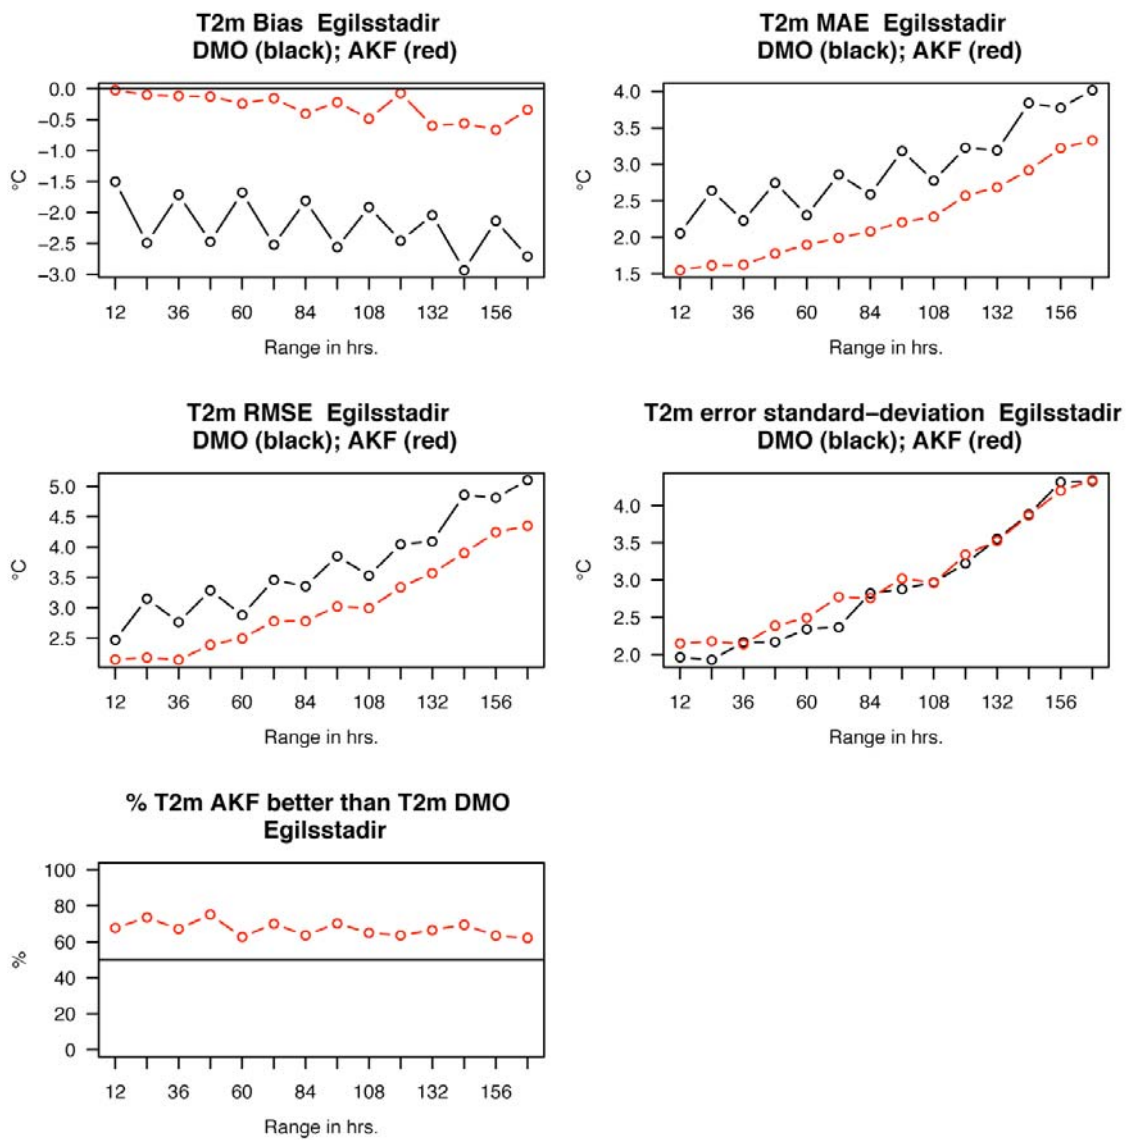 T2m Bias  Egilsstadir
DMO (black); AKF (red)
0.0
−0.5
−1.0
−1.5
−2.0
−2.5
−3.0
°C
12 36 60 84 108 132 156
Range in hrs.
T2m MAE  Egilsstadir
DMO (black); AKF (red)
4.0
3.5
3.0
2.5
2.0
1.5
°C
12 36 60 84 108 132 156
Range in hrs.
T2m RMSE  Egilsstadir
DMO (black); AKF (red)
5.0
4.5
4.0
3.5
3.0
2.5
°C
12 36 60 84 108 132 156
Range in hrs.
T2m error standard−deviation  Egilsstadir
DMO (black); AKF (red)
4.0
3.5
3.0
2.5
2.0
°C
12 36 60 84 108 132 156
Range in hrs.
% T2m AKF better than T2m DMO
Egilsstadir
100
80
60
40
20
0
%
12 36 60 84 108 132 156
Range in hrs.